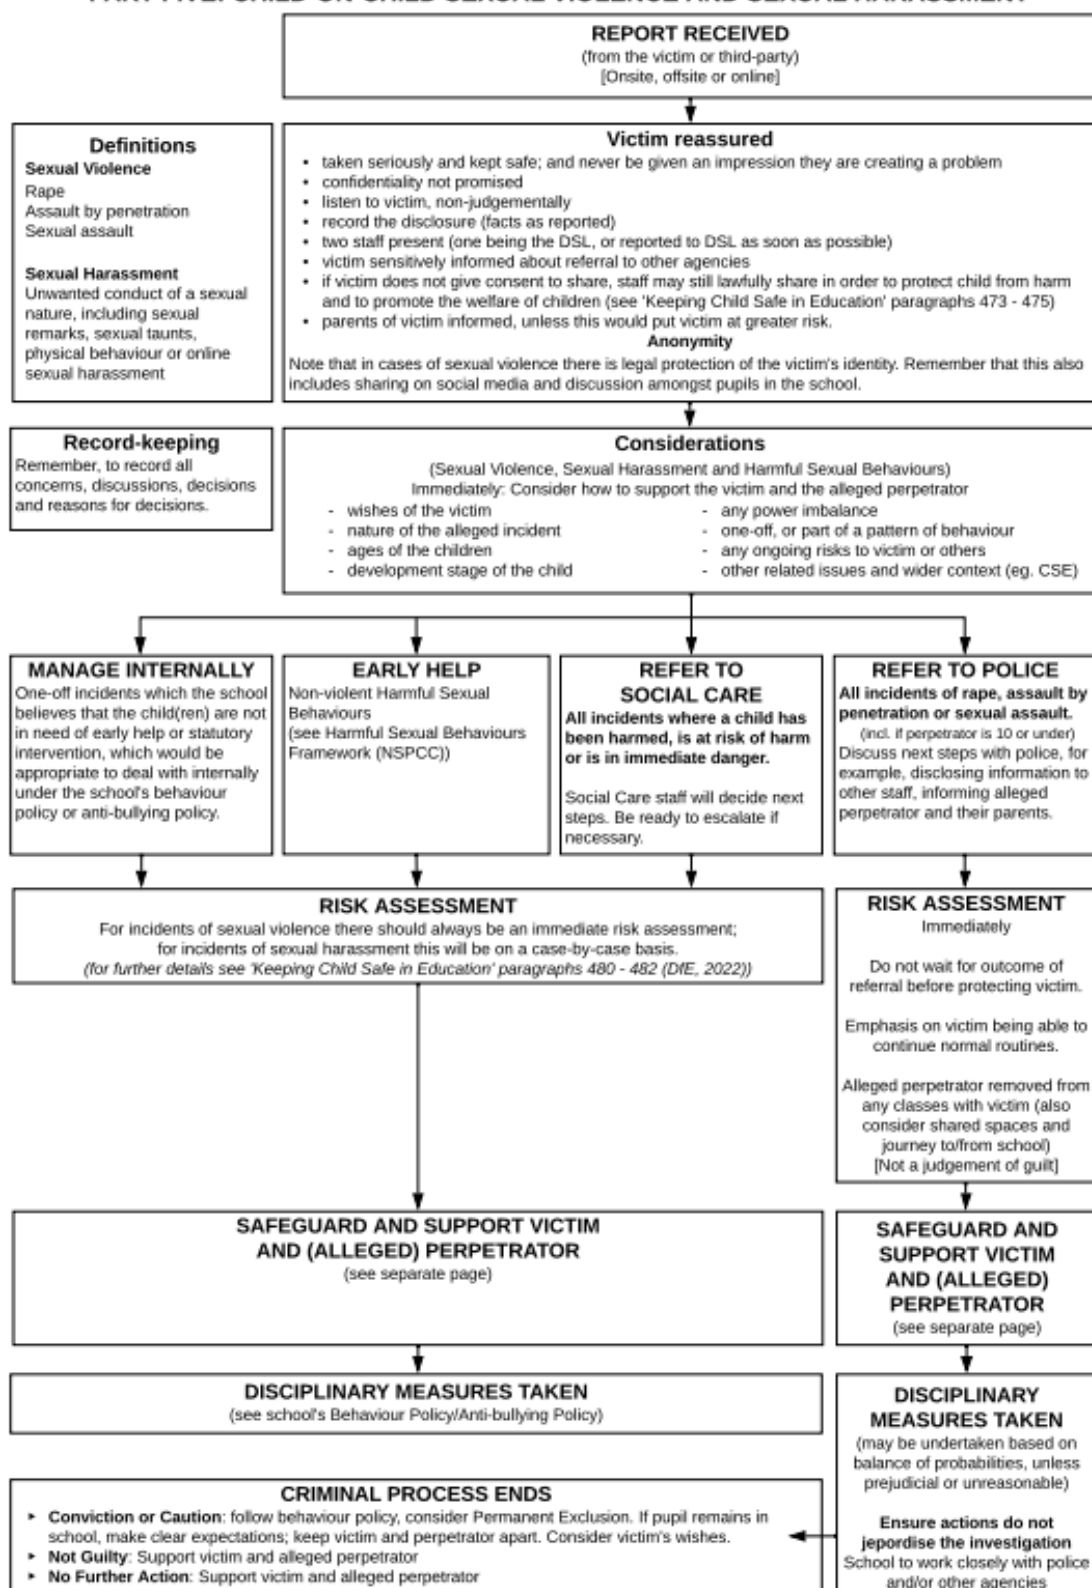 PART FIVE: CHILD-ON-CHILD SEXUAL VIOLENCE AND SEXUAL HARASSMENT
REPORT RECEIVED
(from the victim or third-party)
[Onsite, offsite or online]
Definitions
Sexual Violence
Rape
Assault by penetration
Sexual assault
Sexual Harassment
Unwanted conduct of a sexual
nature, including sexual
remarks, sexual taunts,
physical behaviour or online
sexual harassment
Victim reassured
• taken seriously and kept safe; and never be given an impression they are creating a problem
• confidentiality not promised
• listen to victim, non-judgementally
• record the disclosure (facts as reported)
• two staff present (one being the DSL, or reported to DSL as soon as possible)
• victim sensitively informed about referral to other agencies
• if victim does not give consent to share, staff may still lawfully share in order to protect child from harm
and to promote the welfare of children (see 'Keeping Child Safe in Education' paragraphs 473 - 475)
• parents of victim informed, unless this would put victim at greater risk.
Anonymity
Note that in cases of sexual violence there is legal protection of the victim's identity. Remember that this also
includes sharing on social media and discussion amongst pupils in the school.
Record-keeping
Remember, to record all
concerns, discussions, decisions
and reasons for decisions.
Considerations
(Sexual Violence, Sexual Harassment and Harmful Sexual Behaviours)
Immediately: Consider how to support the victim and the alleged perpetrator
- wishes of the victim
- nature of the alleged incident
- ages of the children
- development stage of the child
- any power imbalance
- one-off, or part of a pattern of behaviour
- any ongoing risks to victim or others
- other related issues and wider context (eg. CSE)
MANAGE INTERNALLY
One-off incidents which the school
believes that the child(ren) are not
in need of early help or statutory
intervention, which would be
appropriate to deal with internally
under the school's behaviour
policy or anti-bullying policy.
EARLY HELP
Non-violent Harmful Sexual
Behaviours
(see Harmful Sexual Behaviours
Framework (NSPCC))
REFER TO
SOCIAL CARE
All incidents where a child has
been harmed, is at risk of harm
or is in immediate danger.
Social Care staff will decide next
steps. Be ready to escalate if
necessary.
REFER TO POLICE
All incidents of rape, assault by
penetration or sexual assault.
(incl. if perpetrator is 10 or under)
Discuss next steps with police, for
example, disclosing information to
other staff, informing alleged
perpetrator and their parents.
RISK ASSESSMENT
For incidents of sexual violence there should always be an immediate risk assessment;
for incidents of sexual harassment this will be on a case-by-case basis.
(for further details see 'Keeping Child Safe in Education' paragraphs 480 - 482 (DfE, 2022))
RISK ASSESSMENT
Immediately
Do not wait for outcome of
referral before protecting victim.
Emphasis on victim being able to
continue normal routines.
Alleged perpetrator removed from
any classes with victim (also
consider shared spaces and
journey to/from school)
[Not a judgement of guilt]
SAFEGUARD AND SUPPORT VICTIM
AND (ALLEGED) PERPETRATOR
(see separate page)
SAFEGUARD AND
SUPPORT VICTIM
AND (ALLEGED)
PERPETRATOR
(see separate page)
DISCIPLINARY MEASURES TAKEN
(see school's Behaviour Policy/Anti-bullying Policy)
DISCIPLINARY
MEASURES TAKEN
(may be undertaken based on
balance of probabilities, unless
prejudicial or unreasonable)
Ensure actions do not
jepordise the investigation
School to work closely with police
and/or other agencies
CRIMINAL PROCESS ENDS
▸ Conviction or Caution: follow behaviour policy, consider Permanent Exclusion. If pupil remains in
school, make clear expectations; keep victim and perpetrator apart. Consider victim's wishes.
▸ Not Guilty: Support victim and alleged perpetrator
▸ No Further Action: Support victim and alleged perpetrator